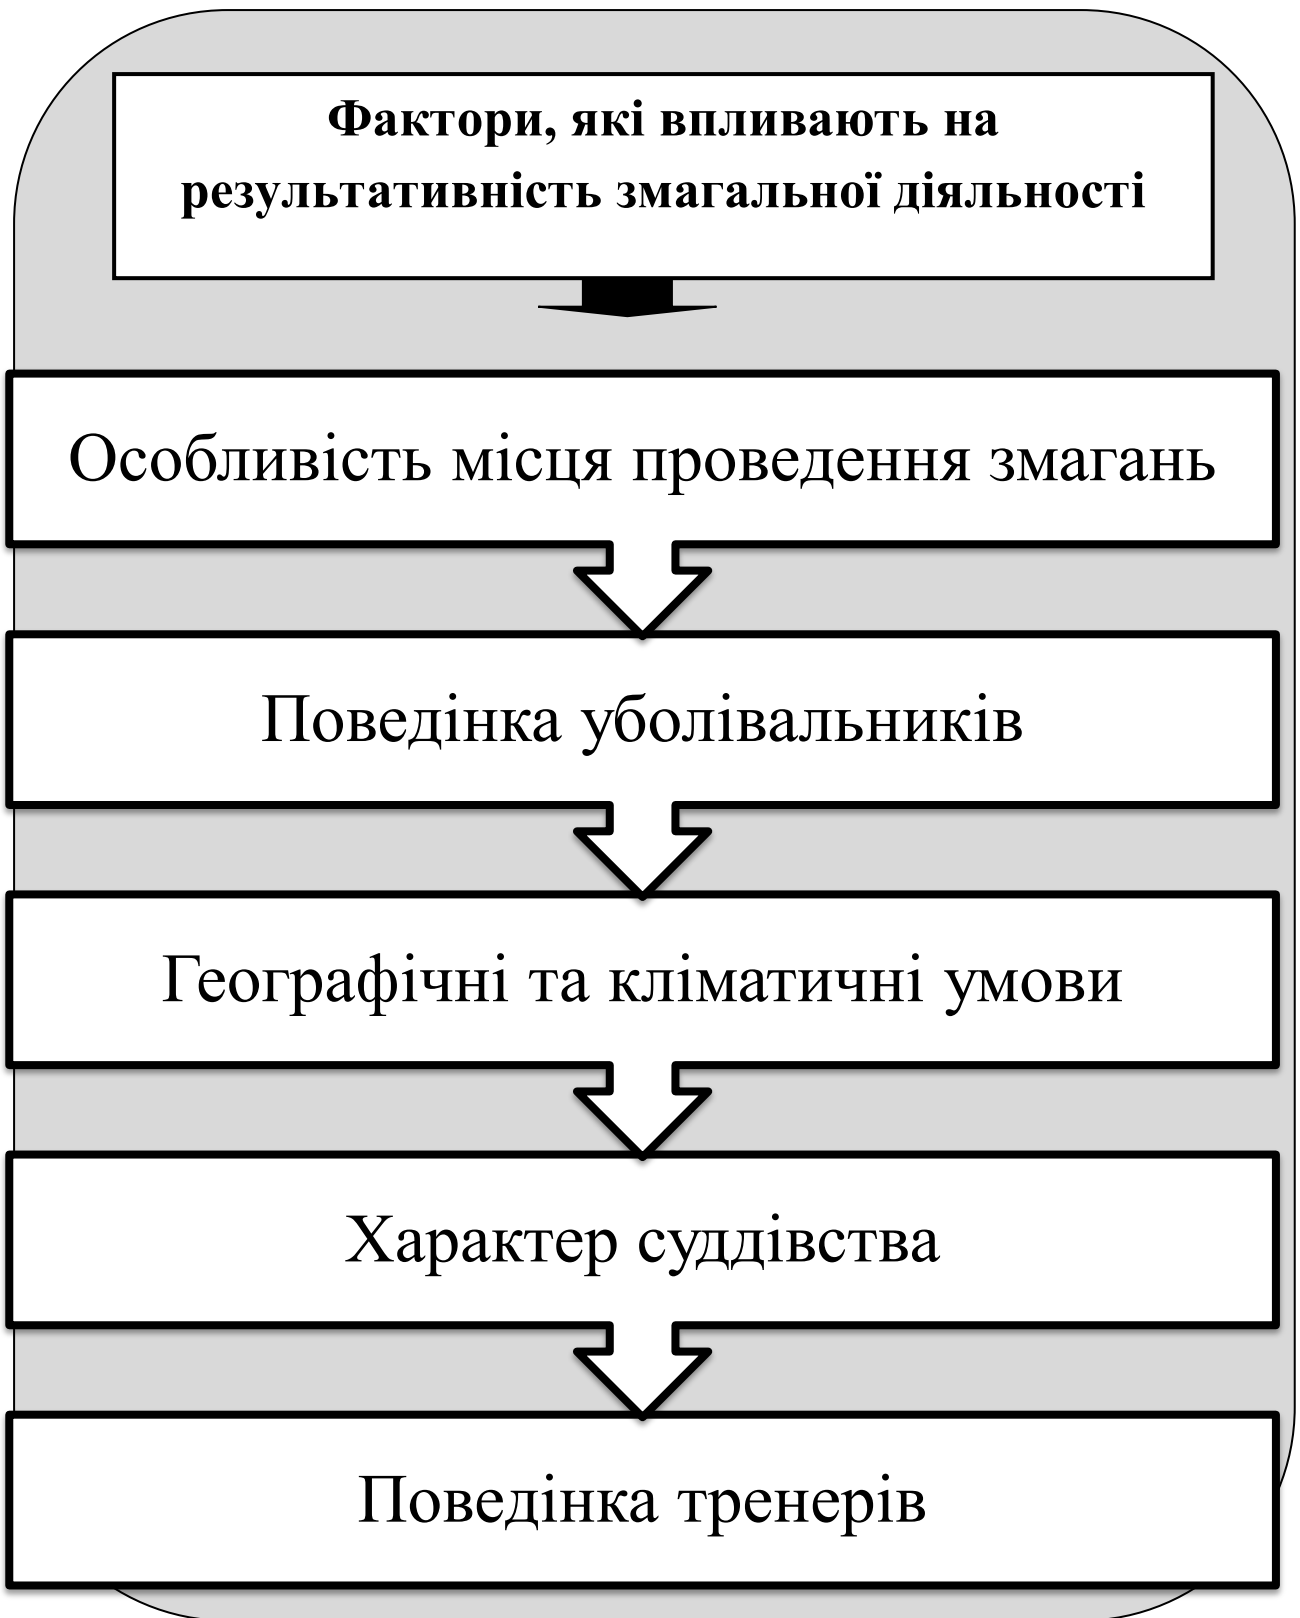 Фактори, які впливають на
результативність змагальної діяльності
Особливість місця проведення змагань
Поведінка уболівальників
Географічні та кліматичні умови
Характер суддівства
Поведінка тренерів